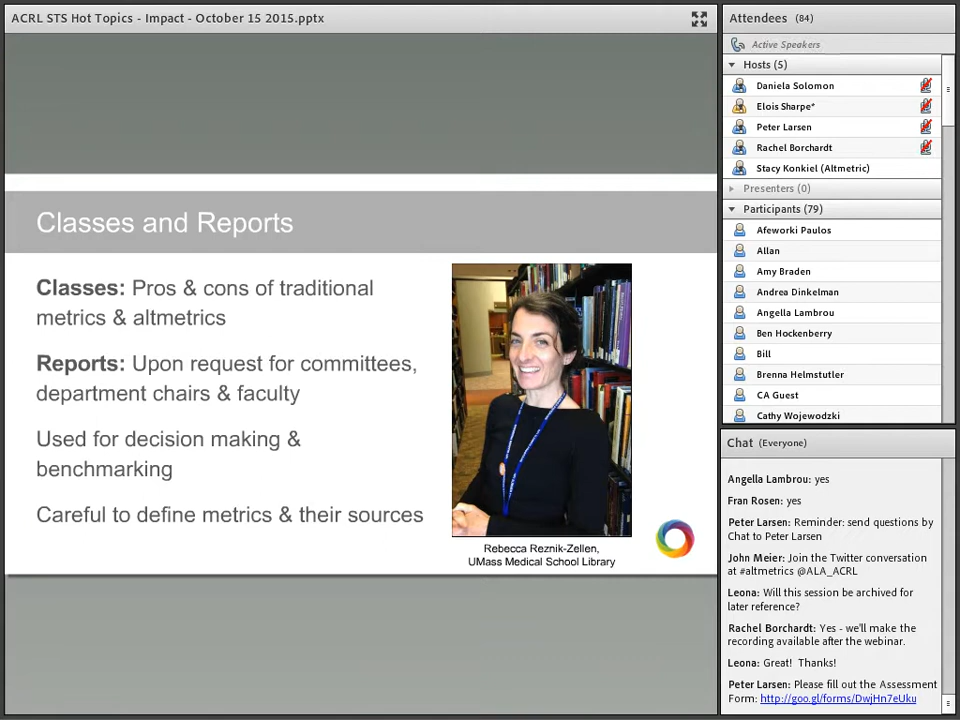 ACRL STS Hot Topics - Impact - October 15 2015.pptx
Classes and Reports
Classes: Pros & cons of traditional
metrics & altmetrics
Reports: Upon request for committees,
department chairs & faculty
Used for decision making &
benchmarking
Careful to define metrics & their sources
Rebecca Reznik-Zellen,
UMass Medical School Library
Attendees (84)
Active Speakers
Hosts (5)
Daniela Solomon
Elois Sharpe*
Peter Larsen
Rachel Borchardt
Stacy Konkiel (Altmetric)
Presenters (0)
Participants (79)
Afeworki Paulos
Allan
Amy Braden
Andrea Dinkelman
Angella Lambrou
Ben Hockenberry
Bill
Brenna Helmstutler
CA Guest
Cathy Wojewodzki
Chat (Everyone)
Angella Lambrou: yes
Fran Rosen: yes
Peter Larsen: Reminder: send questions by
Chat to Peter Larsen
John Meier: Join the Twitter conversation
at #altmetrics @ALA_ACRL
Leona: Will this session be archived for
later reference?
Rachel Borchardt: Yes - we'll make the
recording available after the webinar.
Leona: Great!  Thanks!
Peter Larsen: Please fill out the Assessment
Form: http://goo.gl/forms/DwjHn7eUku